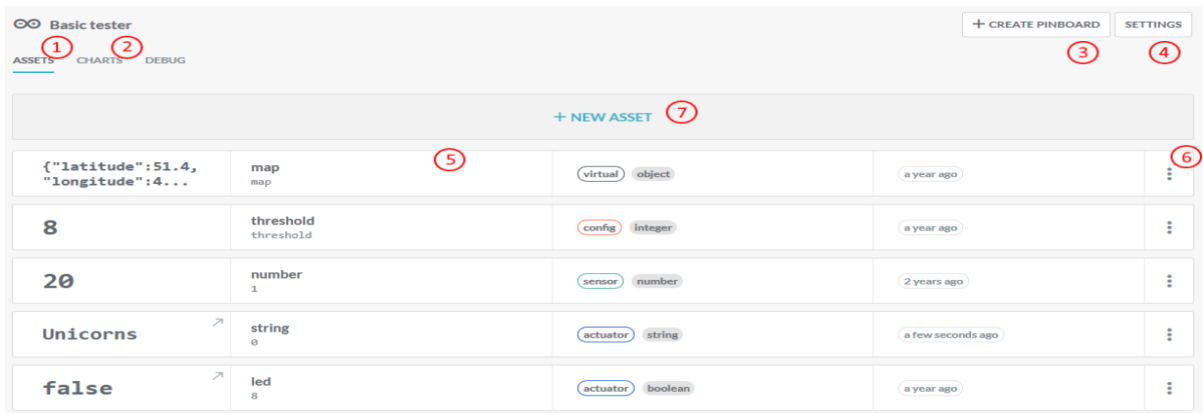 Basic tester
+ CREATE PINBOARD
SETTINGS
1
2
3
4
ASSETS
CHARTS
DEBUG
+ NEW ASSET
7
{"latitude":51.4,
"longitude":4...
map
map
5
virtual object
a year ago
6
8
threshold
threshold
config integer
a year ago
20
number
1
sensor number
2 years ago
Unicorns
string
0
actuator string
a few seconds ago
false
led
8
actuator boolean
a year ago